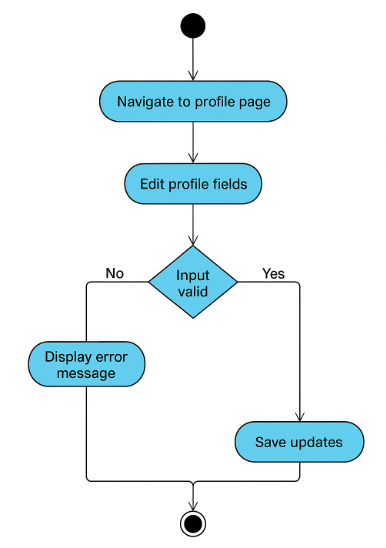 Navigate to profile page
Edit profile fields
Input
valid
No
Yes
Display error
message
Save updates